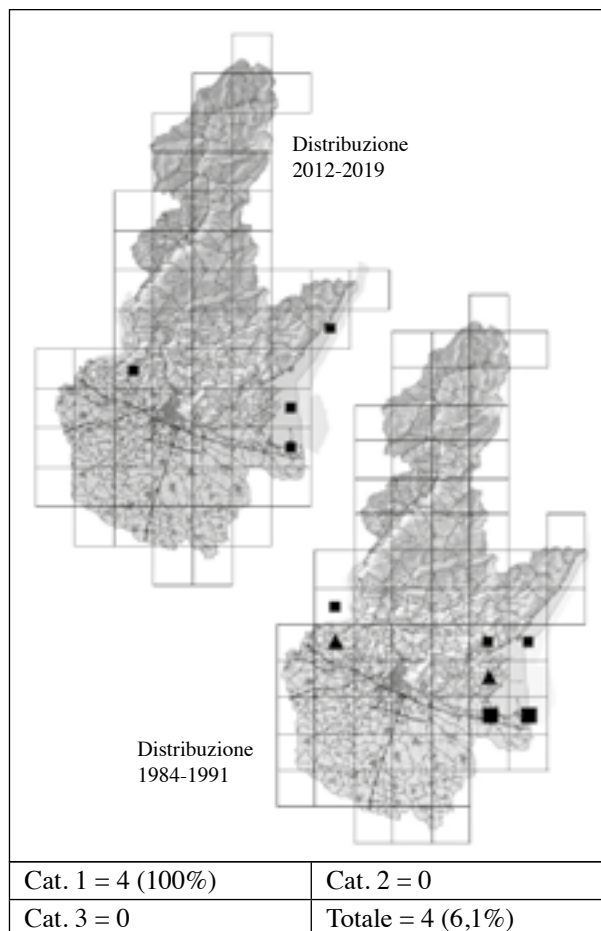 Distribuzione
2012-2019
Distribuzione
1984-1991
Cat. 1 = 4 (100%)
Cat. 2 = 0
Cat. 3 = 0
Totale = 4 (6,1%)